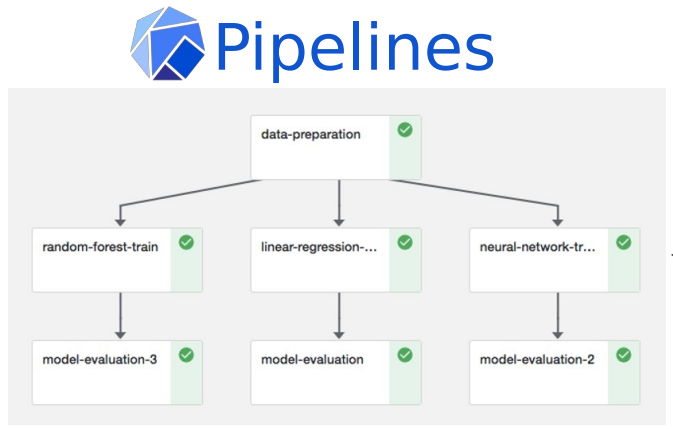 Pipelines
data-preparation
random-forest-train
linear-regression-...
neural-network-tr...
model-evaluation-3
model-evaluation
model-evaluation-2